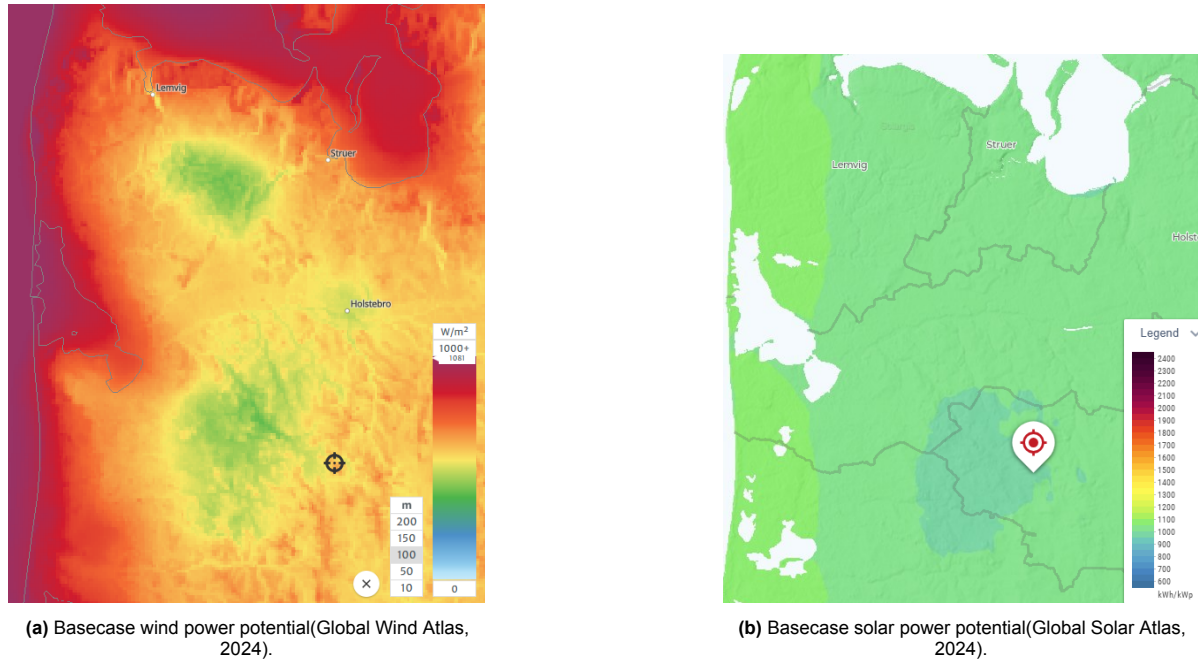 Lemvig
Struer
Holstebro
W/m²
1000+
1081
0
m
200
150
100
50
10
(a) Basecase wind power potential(Global Wind Atlas,
2024).
Struer
Lemvig
Holst
Legend
2400
2300
2200
2100
2000
1900
1800
1700
1600
1500
1400
1300
1200
1100
1000
900
800
700
600
kWh/kWp
(b) Basecase solar power potential(Global Solar Atlas,
2024).